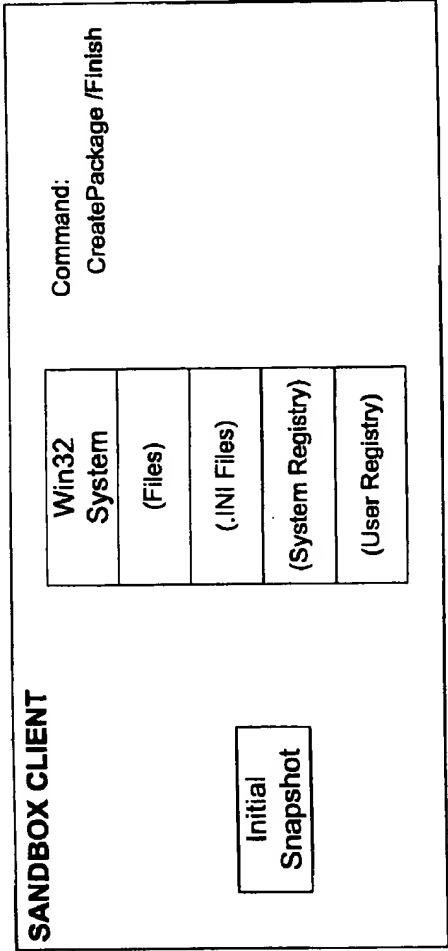 SANDBOX CLIENT
Initial
Snapshot
Win32
System
(Files)
(.INI Files)
(System Registry)
(User Registry)
Command:
CreatePackage /Finish